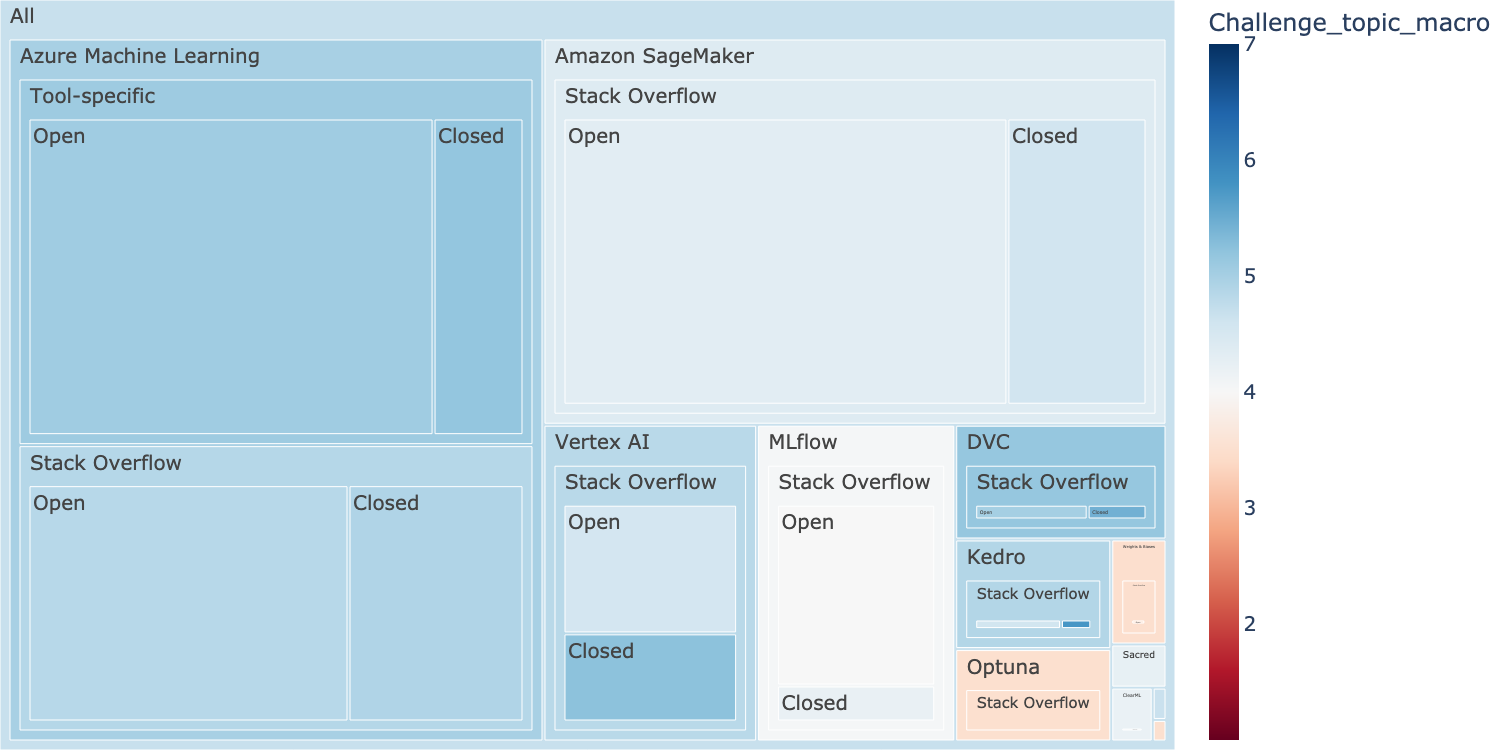 All
Azure Machine Learning
Tool-specific
Open
Closed
Stack Overflow
Open
Closed
Amazon SageMaker
Stack Overflow
Open
Closed
Vertex AI
Stack Overflow
Open
Closed
MLflow
Stack Overflow
Open
Closed
DVC
Stack Overflow
Open
Closed
Kedro
Stack Overflow
Optuna
Stack Overflow
Weights & Biases
Sacred
ClearML
Challenge_topic_macro
7
6
5
4
3
2